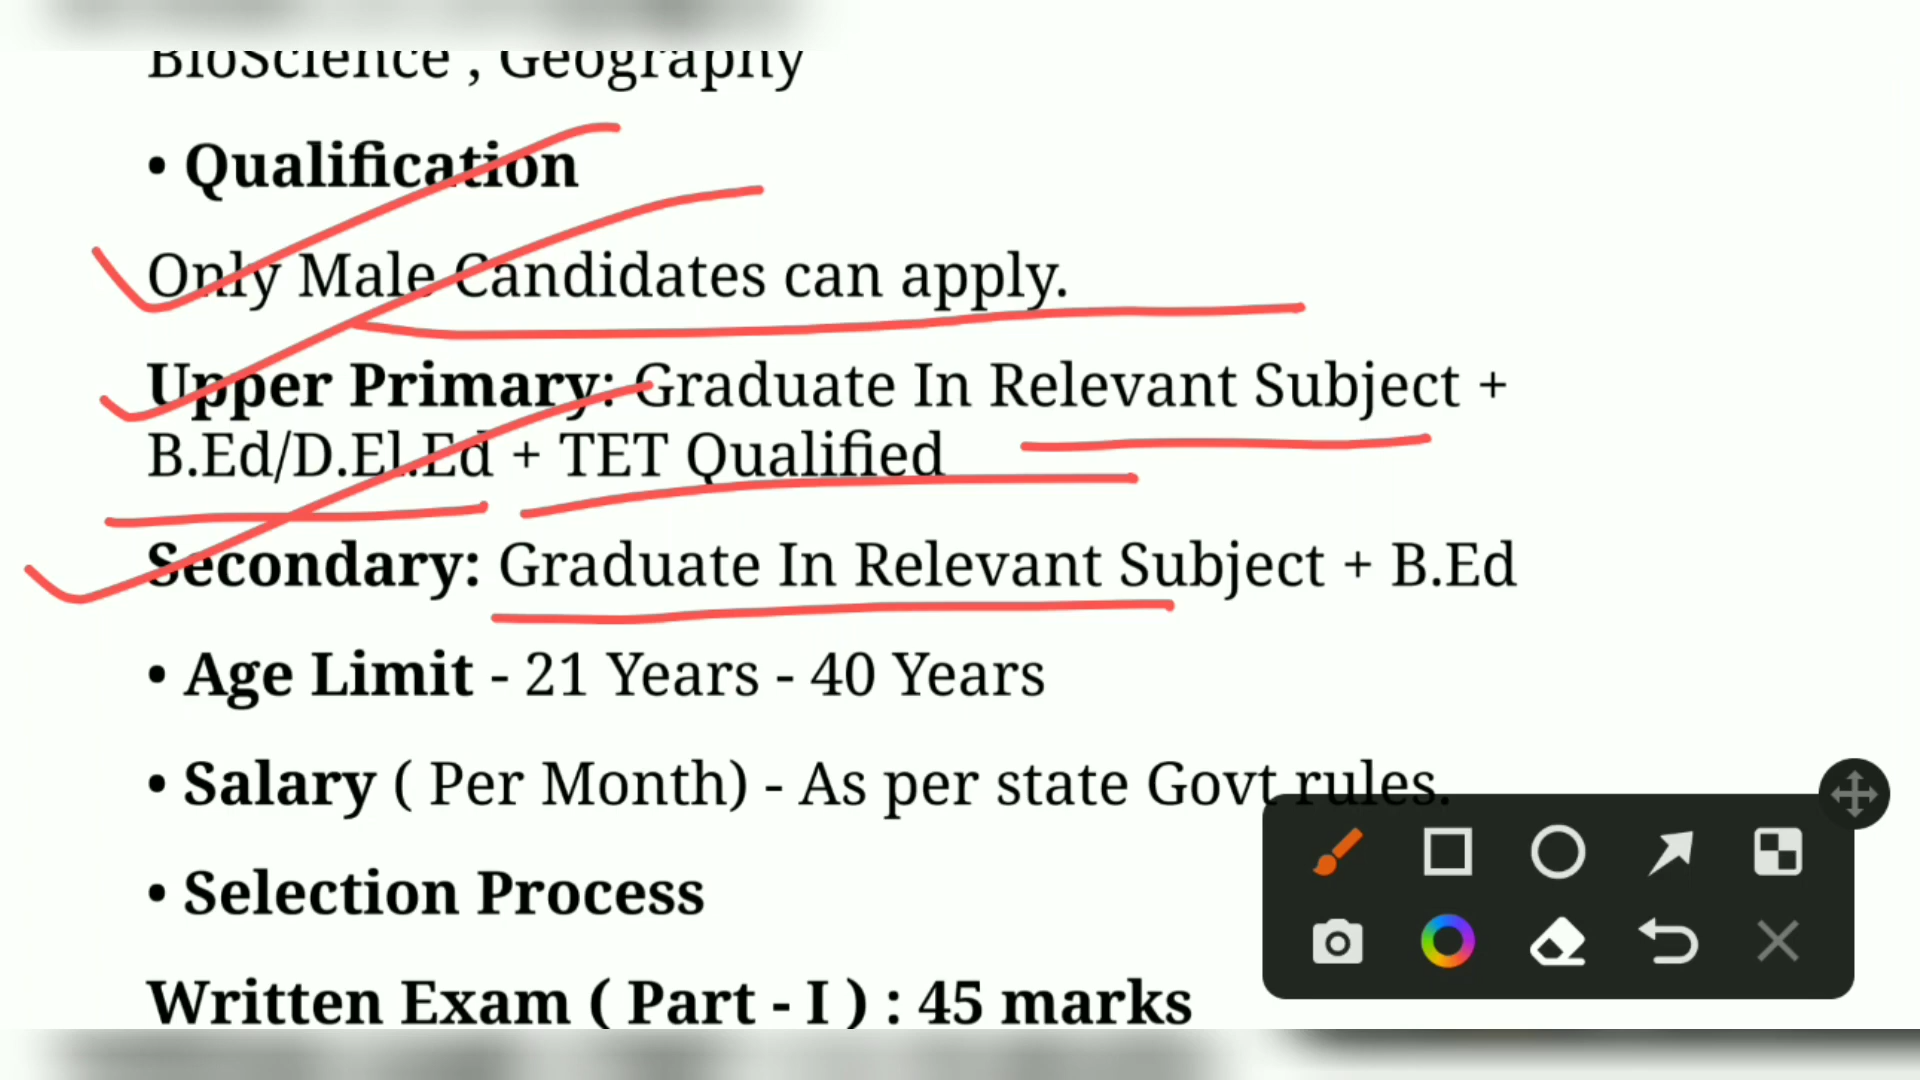 BioScience , Geography
• Qualification
Only Male Candidates can apply.
Upper Primary: Graduate In Relevant Subject +
B.Ed/D.El.Ed + TET Qualified
Secondary: Graduate In Relevant Subject + B.Ed
• Age Limit - 21 Years - 40 Years
• Salary ( Per Month) - As per state Govt rules.
• Selection Process
Written Exam ( Part - I ) : 45 marks